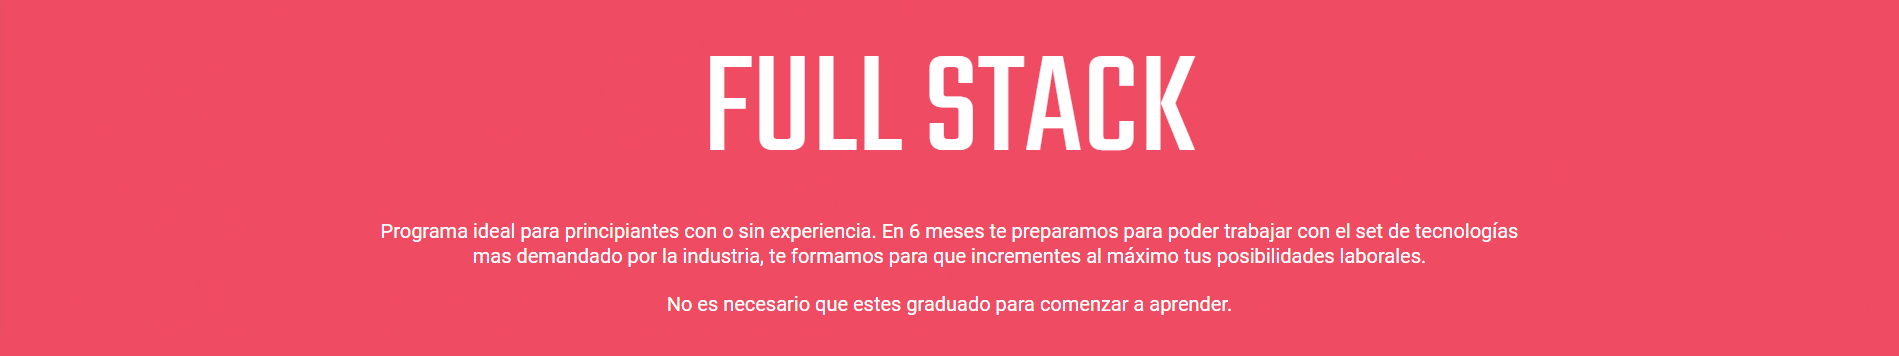 FULL STACK
Programa ideal para principiantes con o sin experiencia. En 6 meses te preparamos para poder trabajar con el set de tecnologías
mas demandado por la industria, te formamos para que incrementes al máximo tus posibilidades laborales.
No es necesario que estes graduado para comenzar a aprender.